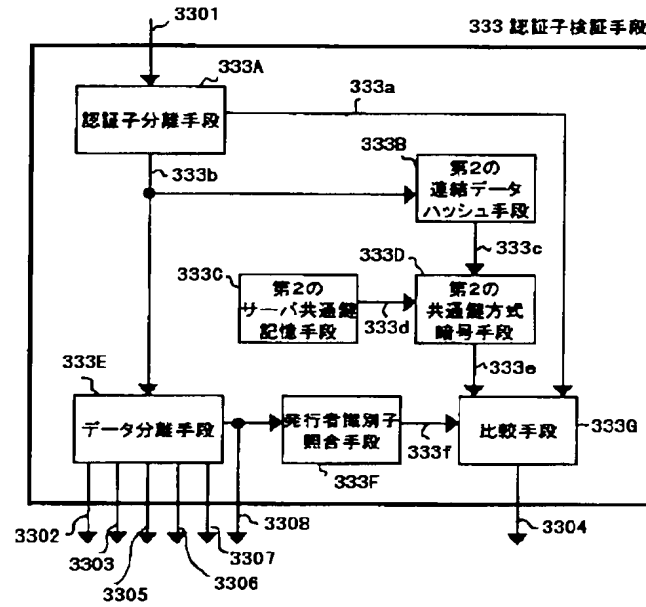 3301
333 認証子検証手段
333A
認証子分離手段
333a
333b
333B
第2の
連結データ
ハッシュ手段
333c
333C
第2の
サーバ共通鍵
記憶手段
333d
333D
第2の
共通鍵方式
暗号手段
333e
333E
データ分離手段
発行者識別子
照合手段
333F
333f
比較手段
333G
3302
3303
3305
3306
3307
3308
3304